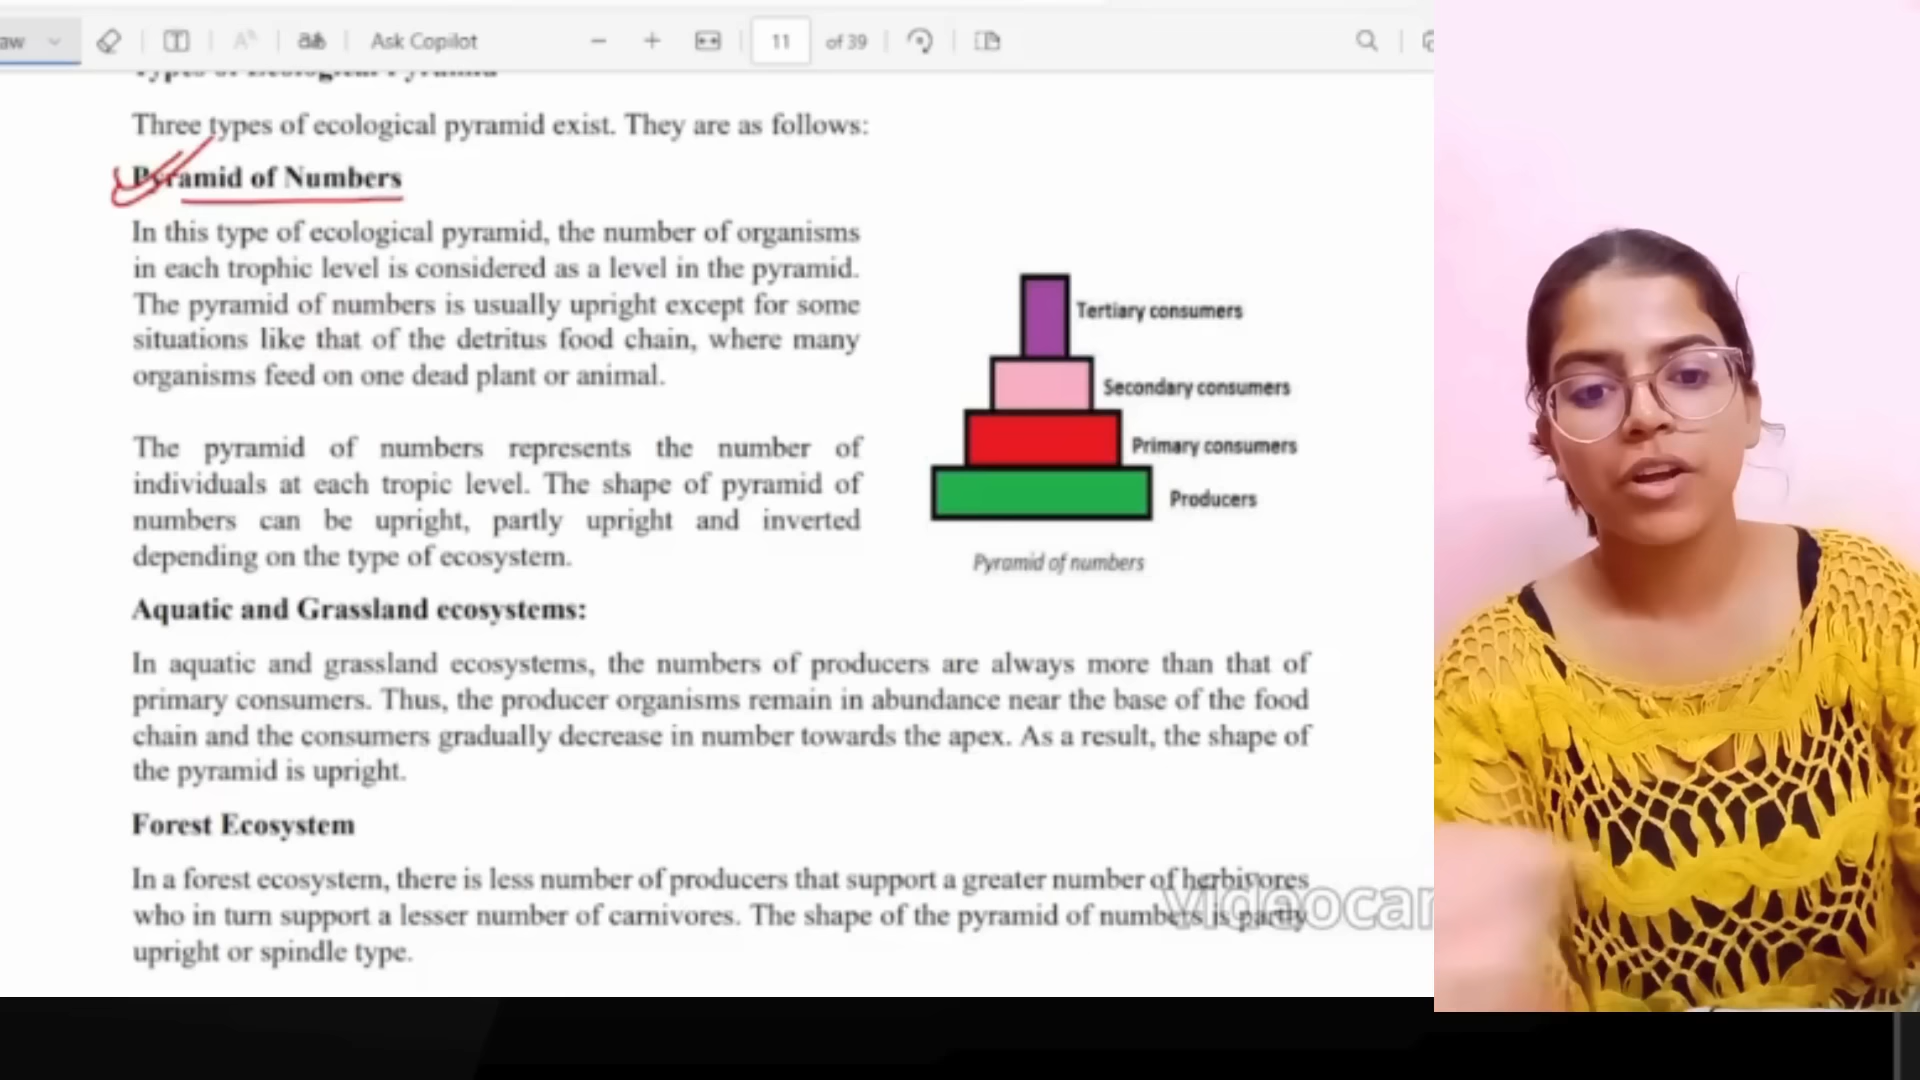 aw
Ask Copilot
11 of 39
Types of Ecological Pyramid
Three types of ecological pyramid exist. They are as follows:
Pyramid of Numbers
In this type of ecological pyramid, the number of organisms
in each trophic level is considered as a level in the pyramid.
The pyramid of numbers is usually upright except for some
situations like that of the detritus food chain, where many
organisms feed on one dead plant or animal.
The pyramid of numbers represents the number of
individuals at each tropic level. The shape of pyramid of
numbers can be upright, partly upright and inverted
depending on the type of ecosystem.
Tertiary consumers
Secondary consumers
Primary consumers
Producers
Pyramid of numbers
Aquatic and Grassland ecosystems:
In aquatic and grassland ecosystems, the numbers of producers are always more than that of
primary consumers. Thus, the producer organisms remain in abundance near the base of the food
chain and the consumers gradually decrease in number towards the apex. As a result, the shape of
the pyramid is upright.
Forest Ecosystem
In a forest ecosystem, there is less number of producers that support a greater number of herbivores
who in turn support a lesser number of carnivores. The shape of the pyramid of numbers is partly
upright or spindle type.
videocar